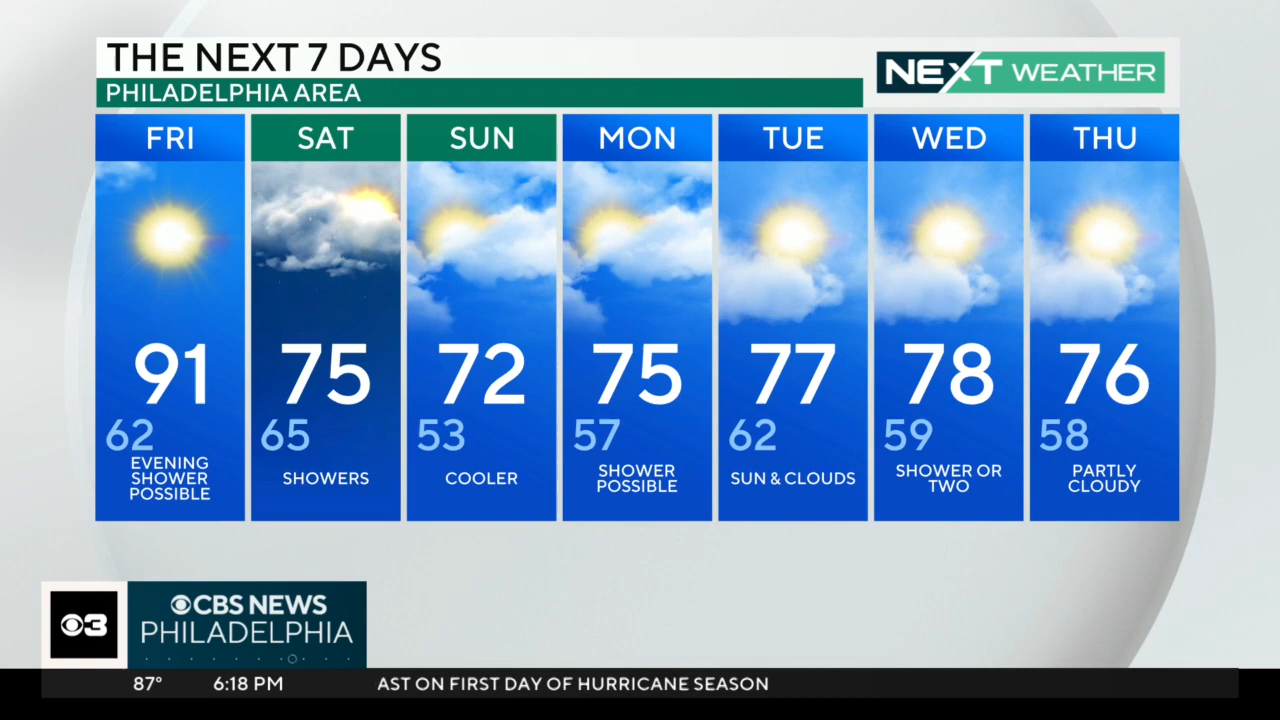 THE NEXT 7 DAYS
NEXT WEATHER
PHILADELPHIA AREA
FRI SAT SUN MON TUE WED THU
91 75 72 75 77 78 76
62 65 53 57 62 59 58
EVENING
SHOWER
POSSIBLE
SHOWERS
COOLER
SHOWER
POSSIBLE
SUN & CLOUDS
SHOWER OR
TWO
PARTLY
CLOUDY
3
CBS NEWS
PHILADELPHIA
87° 6:18 PM AST ON FIRST DAY OF HURRICANE SEASON